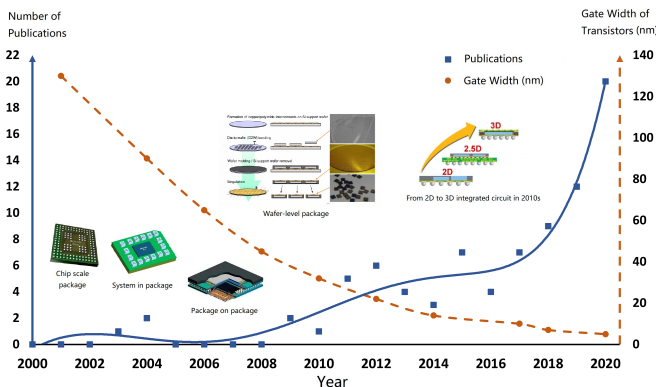 Number of
Publications
Gate Width of
Transistors (nm)
22
20
18
16
14
12
10
8
6
4
2
0
140
120
100
80
60
40
20
0
Publications
Gate Width (nm)
Wafer-level package
3D
2.5D
2D
From 2D to 3D integrated circuit in 2010s
Chip scale
package
System in package
Package on package
2000
2002
2004
2006
2008
2010
2012
2014
2016
2018
2020
Year